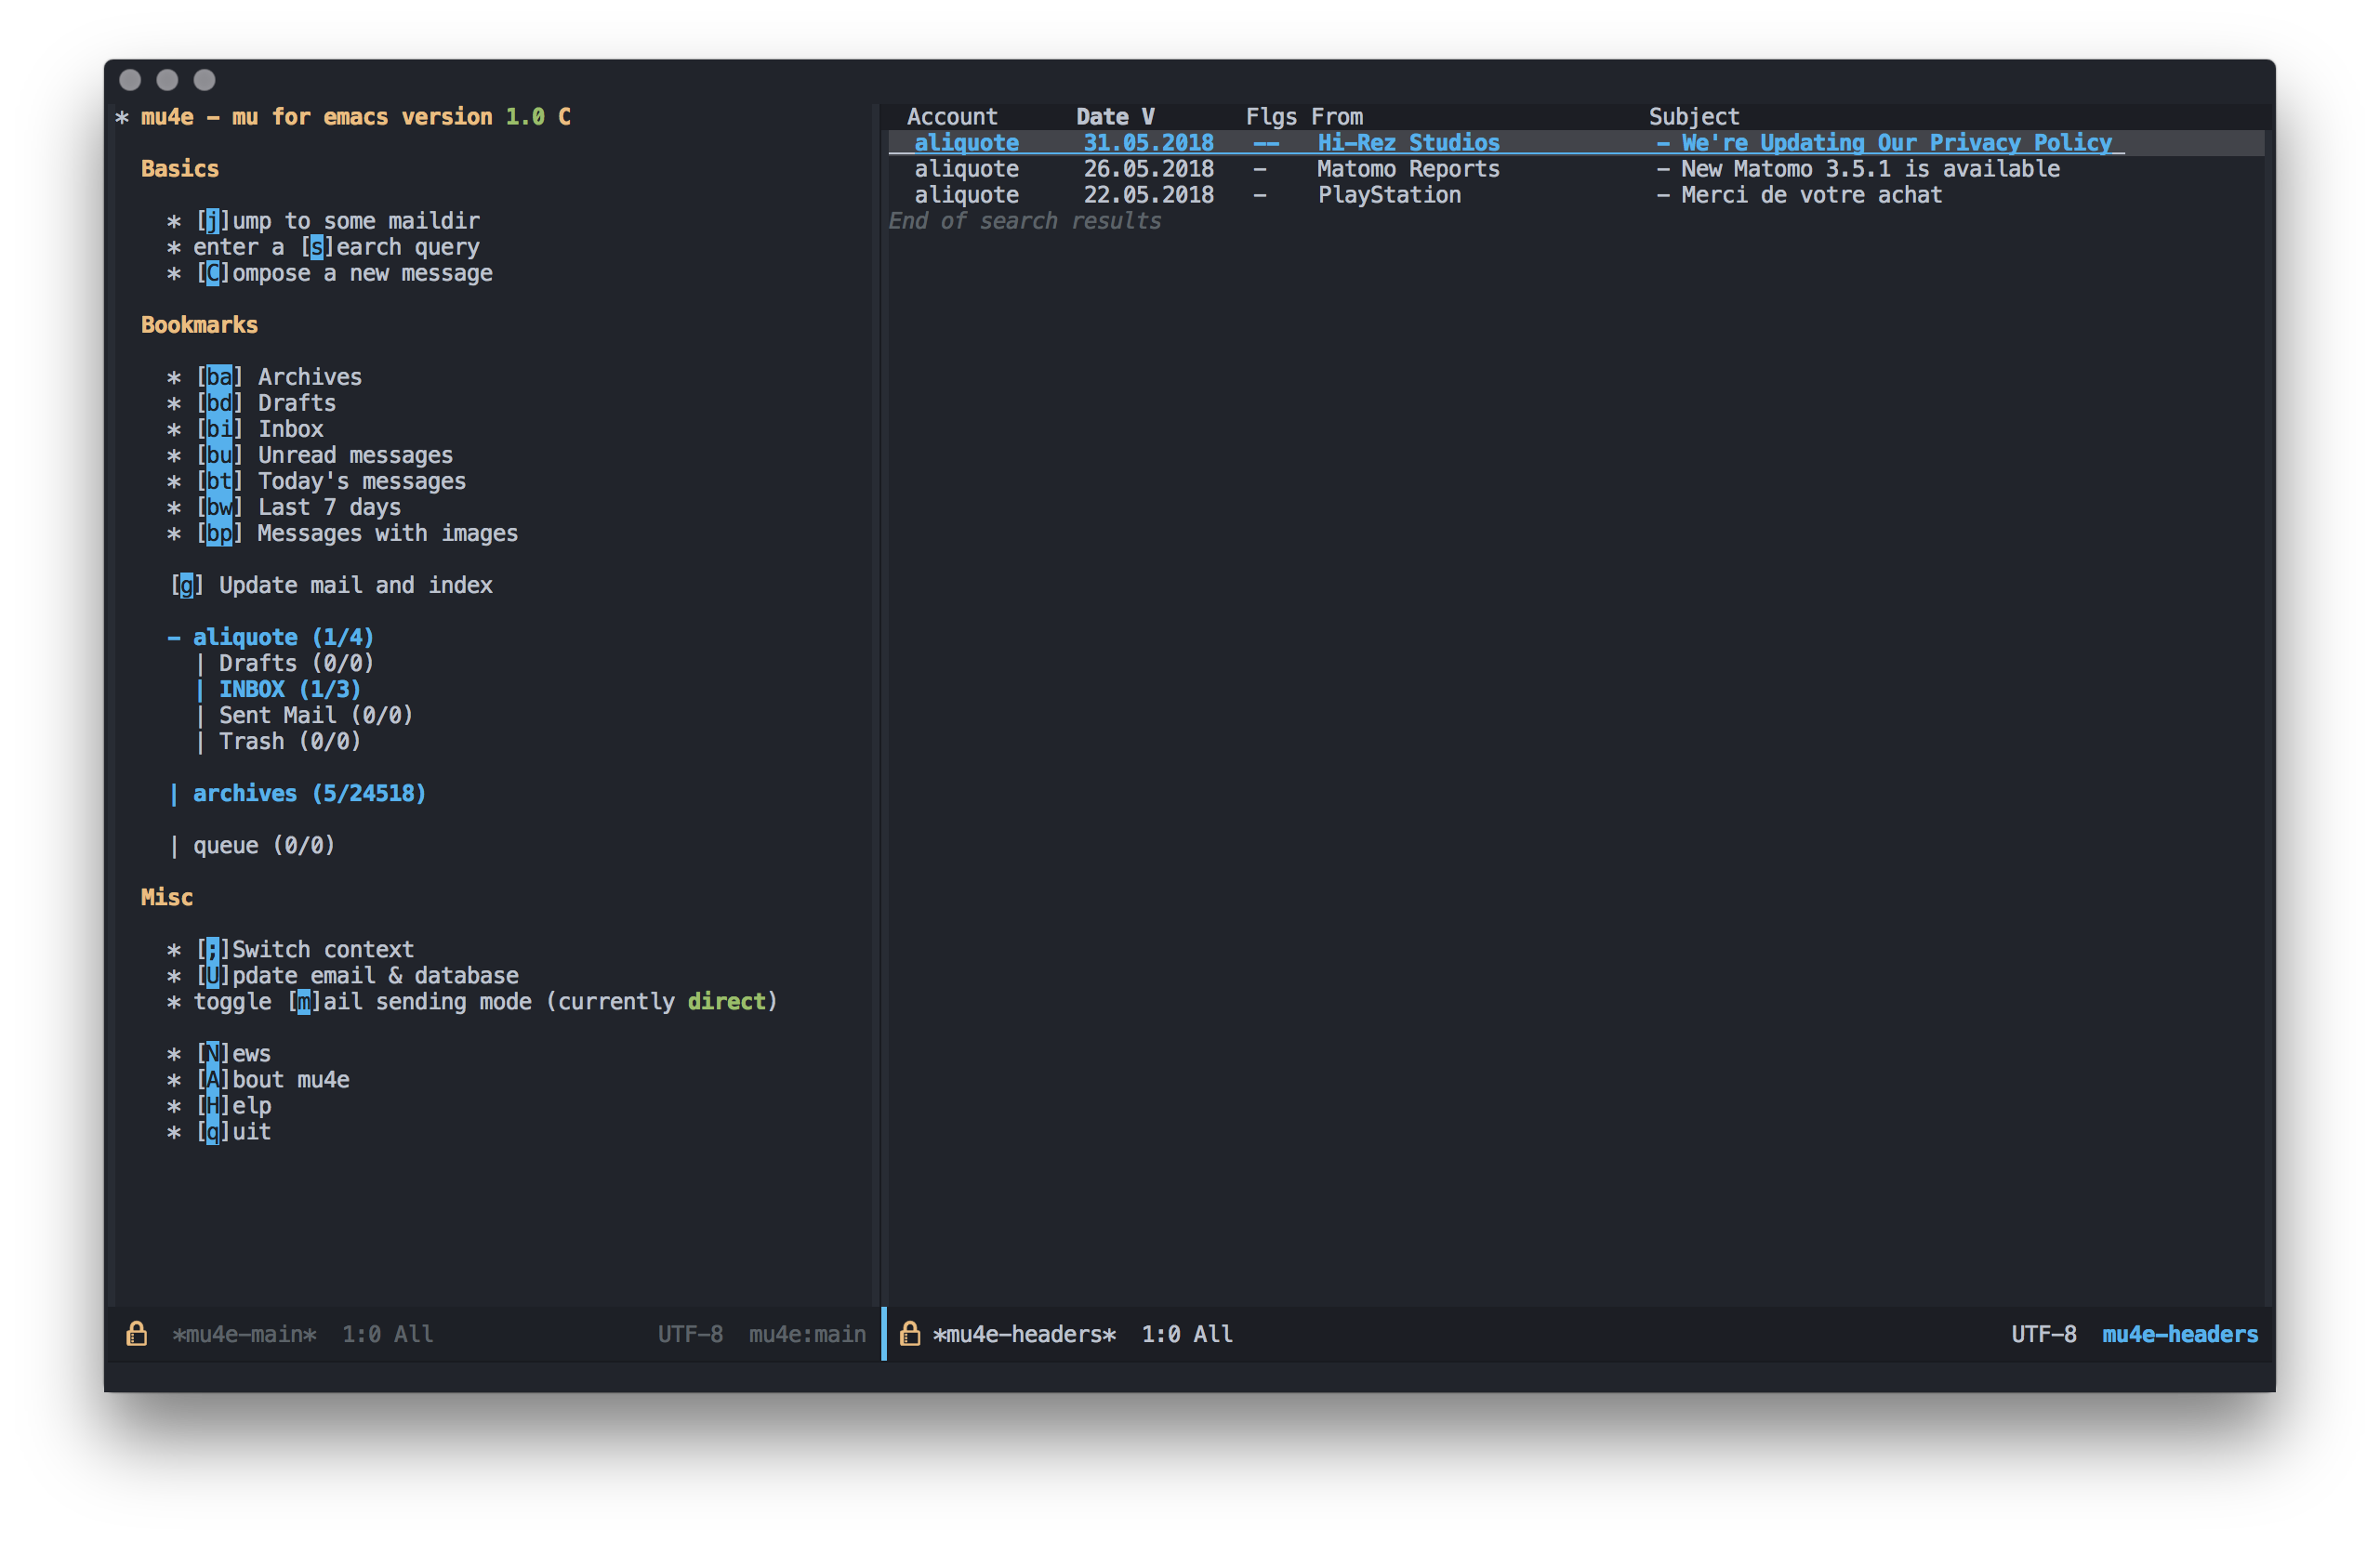 * mu4e - mu for emacs version 1.0 C
Basics
* [j]ump to some maildir
* enter a [s]earch query
* [C]ompose a new message
Bookmarks
* [ba] Archives
* [bd] Drafts
* [bi] Inbox
* [bu] Unread messages
* [bt] Today's messages
* [bw] Last 7 days
* [bp] Messages with images
[g] Update mail and index
- aliquote (1/4)
| Drafts (0/0)
| INBOX (1/3)
| Sent Mail (0/0)
| Trash (0/0)
| archives (5/24518)
| queue (0/0)
Misc
* [;]Switch context
* [U]pdate email & database
* toggle [m]ail sending mode (currently direct)
* [N]ews
* [A]bout mu4e
* [H]elp
* [q]uit
*mu4e-main* 1:0 All UTF-8 mu4e:main
Account Date V Flgs From Subject
aliquote 31.05.2018 -- Hi-Rez Studios - We're Updating Our Privacy Policy
aliquote 26.05.2018 - Matomo Reports - New Matomo 3.5.1 is available
aliquote 22.05.2018 - PlayStation - Merci de votre achat
End of search results
*mu4e-headers* 1:0 All UTF-8 mu4e-headers